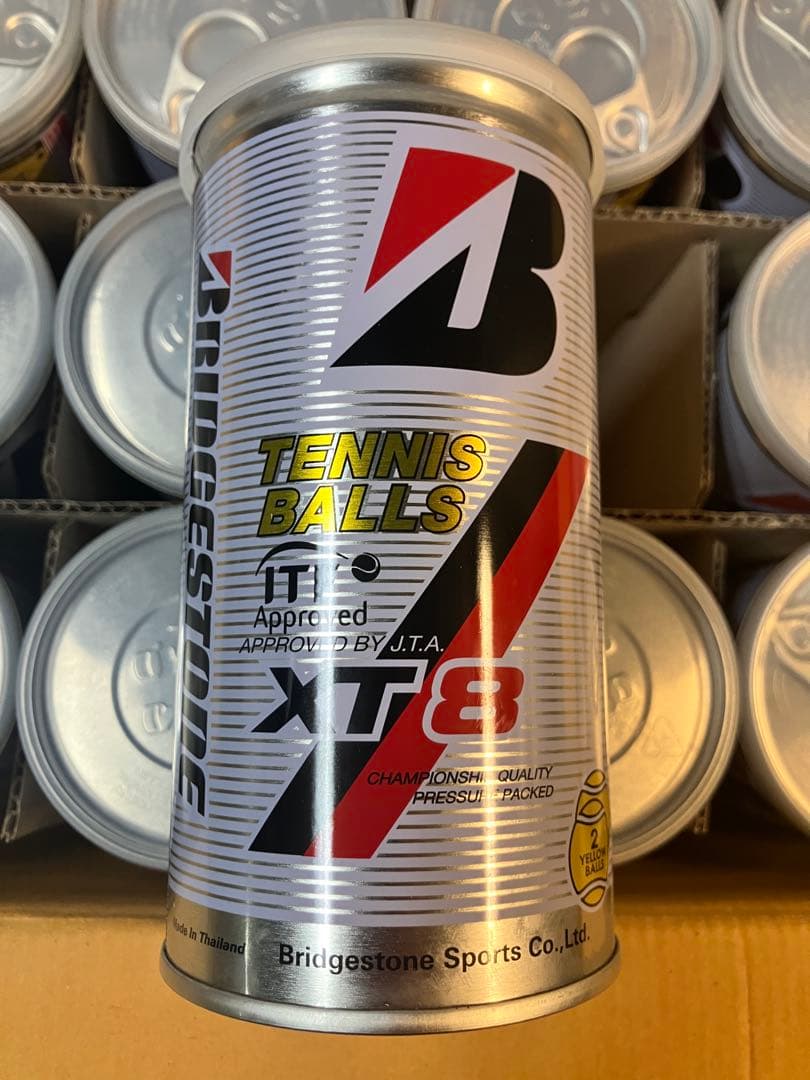 B
BRIDGESTONE
TENNIS
BALLS
ITF
Approved
APPROVED BY J.T.A.
XT8
CHAMPIONSHIP QUALITY
PRESSURE PACKED
2
YELLOW
BALLS
Made In Thailand
Bridgestone Sports Co.,Ltd.